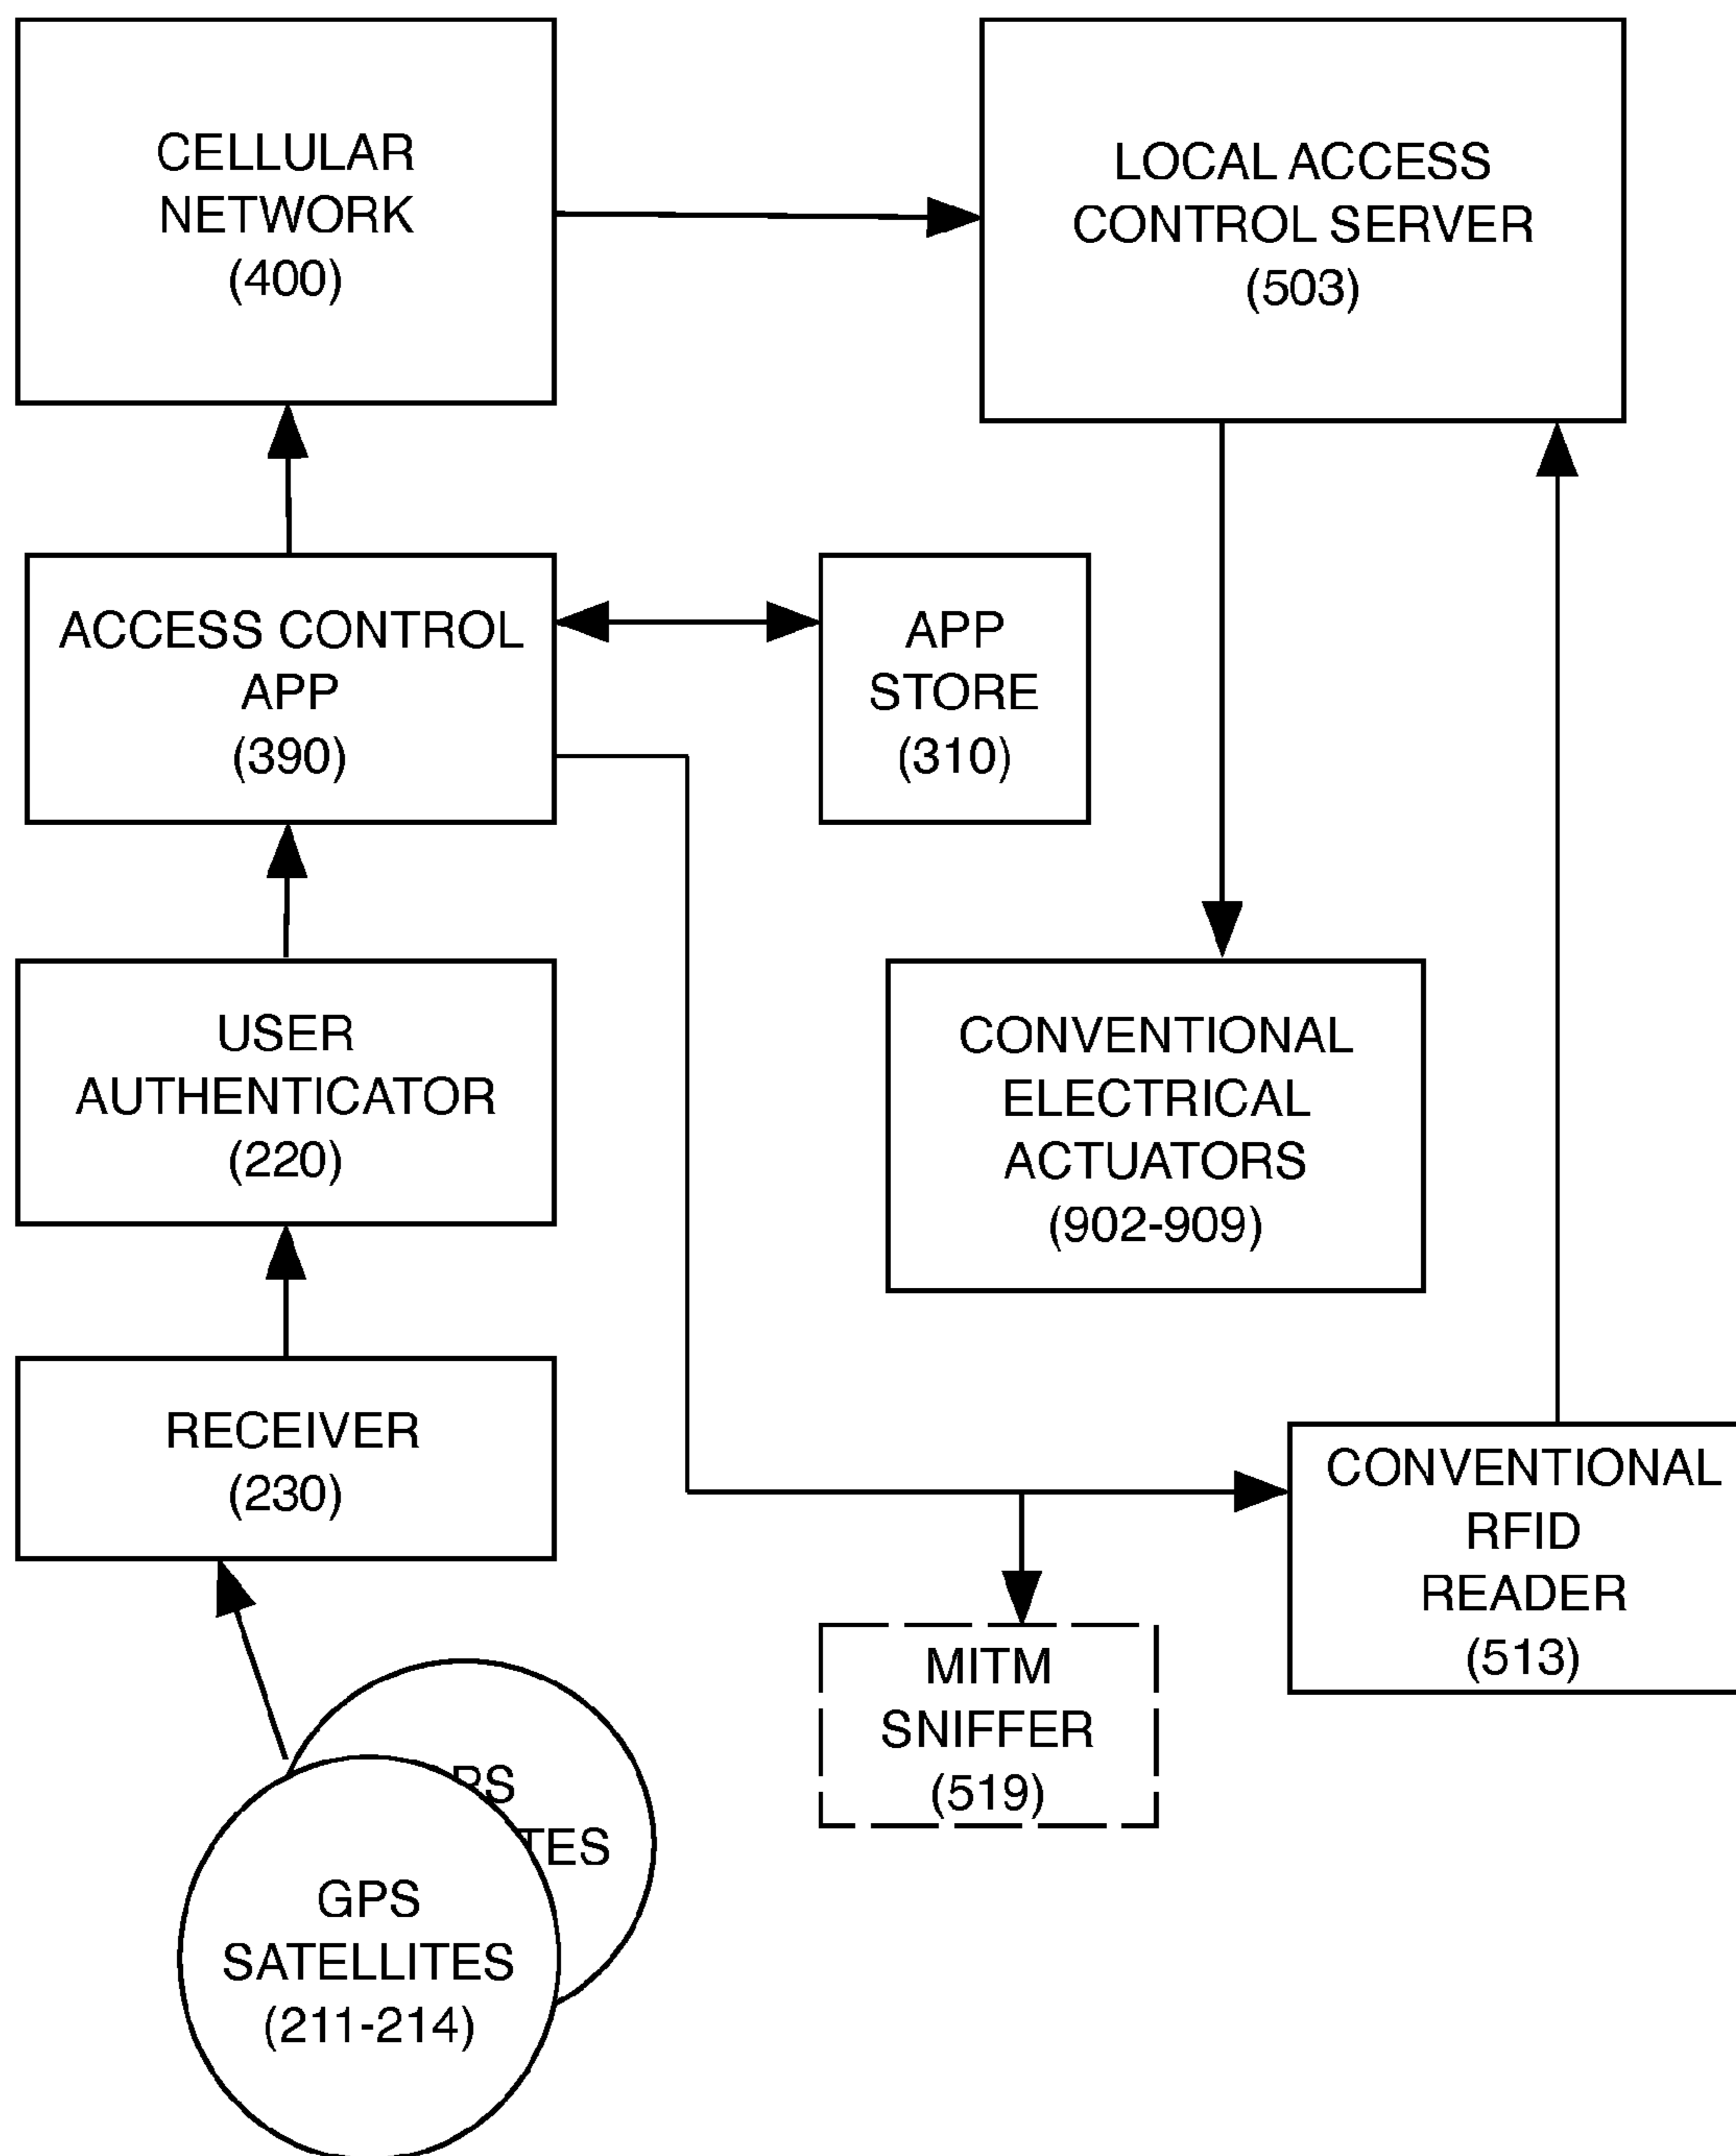 CELLULAR
NETWORK
(400)
LOCAL ACCESS
CONTROL SERVER
(503)
ACCESS CONTROL
APP
(390)
APP
STORE
(310)
USER
AUTHENTICATOR
(220)
CONVENTIONAL
ELECTRICAL
ACTUATORS
(902-909)
RECEIVER
(230)
CONVENTIONAL
RFID
READER
(513)
MITM
SNIFFER
(519)
GPS
SATELLITES
(211-214)